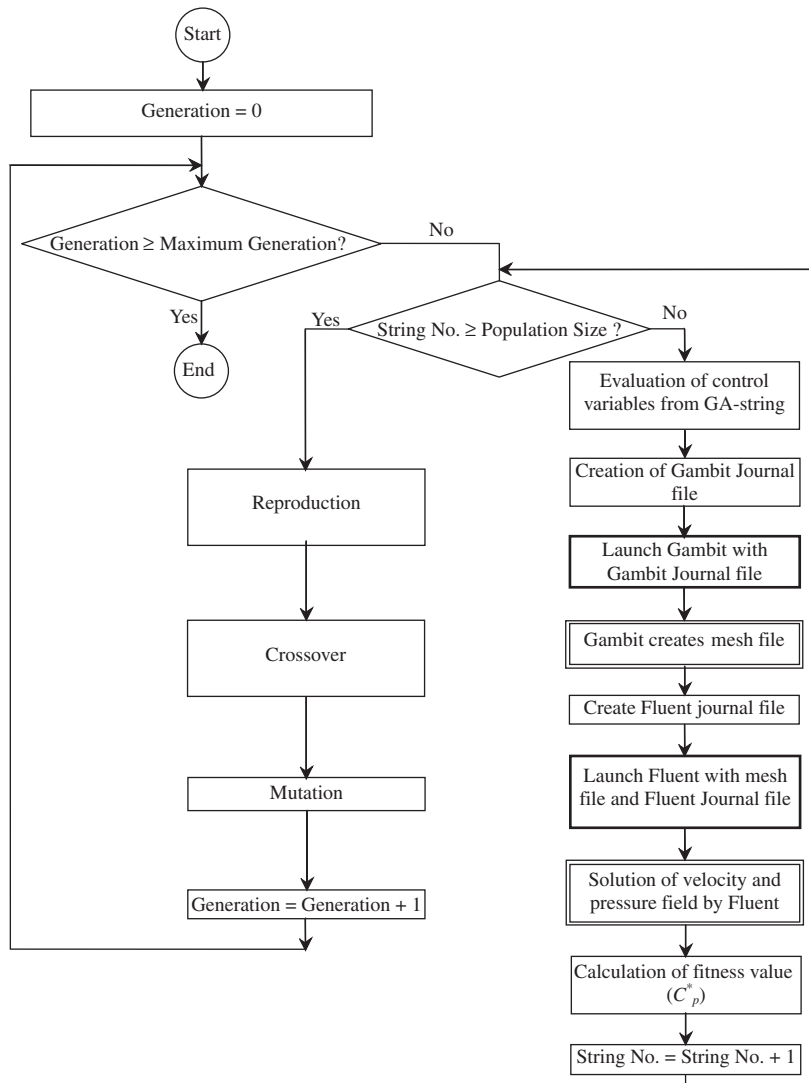 Start
Generation = 0
Generation ≥ Maximum Generation?
No
Yes
End
String No. ≥ Population Size ?
Yes
No
Reproduction
Crossover
Mutation
Generation = Generation + 1
Evaluation of control
variables from GA-string
Creation of Gambit Journal
file
Launch Gambit with
Gambit Journal file
Gambit creates mesh file
Create Fluent journal file
Launch Fluent with mesh
file and Fluent Journal file
Solution of velocity and
pressure field by Fluent
Calculation of fitness value
(C*p)
String No. = String No. + 1